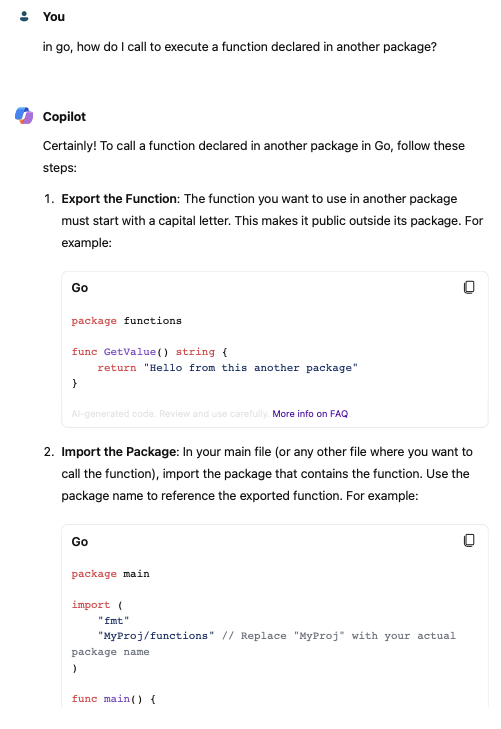 You
in go, how do I call to execute a function declared in another package?
Copilot
Certainly! To call a function declared in another package in Go, follow these
steps:
1. Export the Function: The function you want to use in another package
must start with a capital letter. This makes it public outside its package. For
example:
Go
package functions
func GetValue() string {
    return "Hello from this another package"
}
AI-generated code. Review and use carefully. More info on FAQ
2. Import the Package: In your main file (or any other file where you want to
call the function), import the package that contains the function. Use the
package name to reference the exported function. For example:
Go
package main
import (
    "fmt"
    "MyProj/functions" // Replace "MyProj" with your actual
package name
)
func main() {